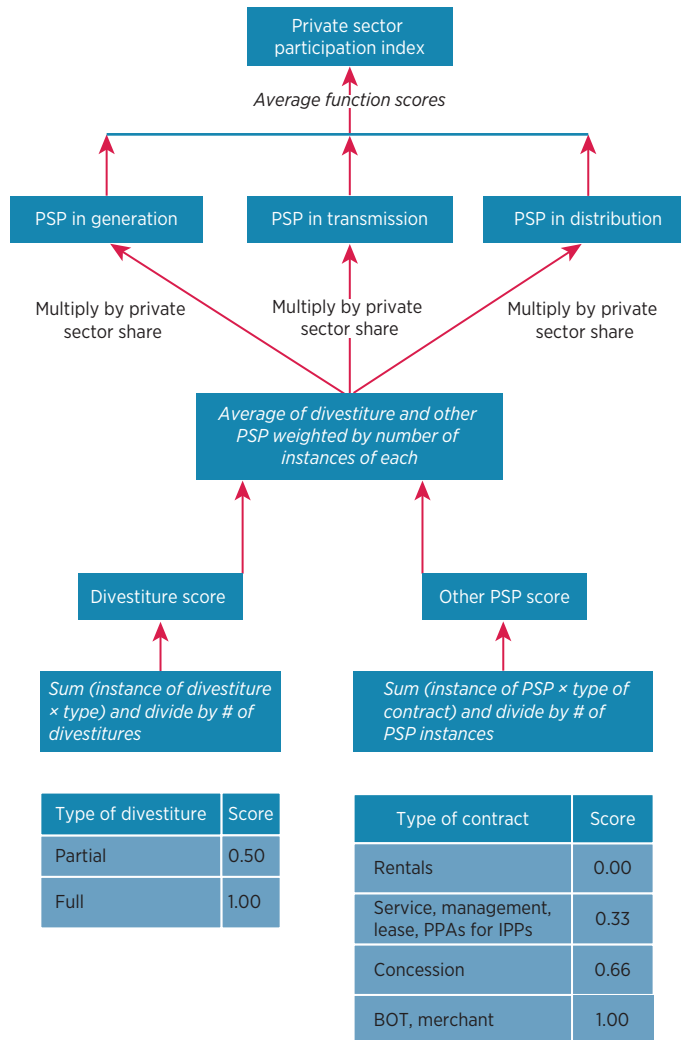 Private sector
participation index
Average function scores
PSP in generation
PSP in transmission
PSP in distribution
Multiply by private
sector share
Multiply by private
sector share
Multiply by private
sector share
Average of divestiture and other
PSP weighted by number of
instances of each
Divestiture score
Other PSP score
Sum (instance of divestiture
× type) and divide by # of
divestitures
Sum (instance of PSP × type of
contract) and divide by # of
PSP instances
Type of divestiture Score
Partial 0.50
Full 1.00
Type of contract Score
Rentals 0.00
Service, management,
lease, PPAs for IPPs 0.33
Concession 0.66
BOT, merchant 1.00